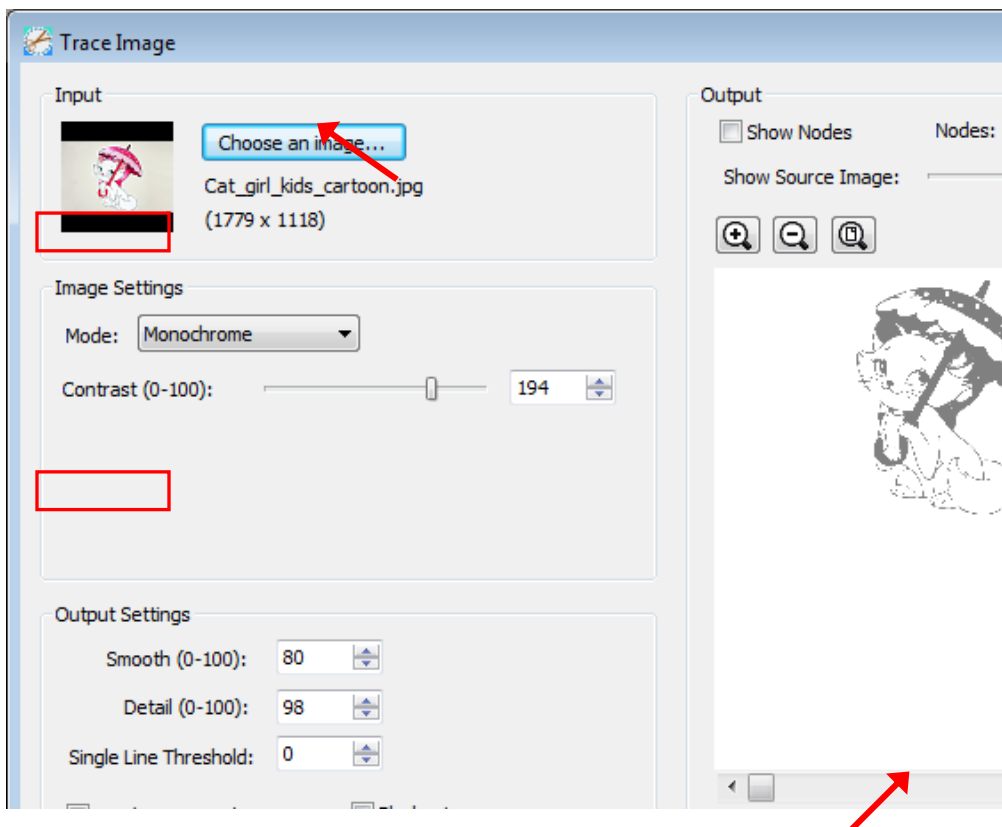 Trace Image
Input
Choose an image...
Cat_girl_kids_cartoon.jpg
(1779 x 1118)
Image Settings
Mode: Monochrome
Contrast (0-100): 194
Output Settings
Smooth (0-100): 80
Detail (0-100): 98
Single Line Threshold: 0
Output
Show Nodes Nodes:
Show Source Image: